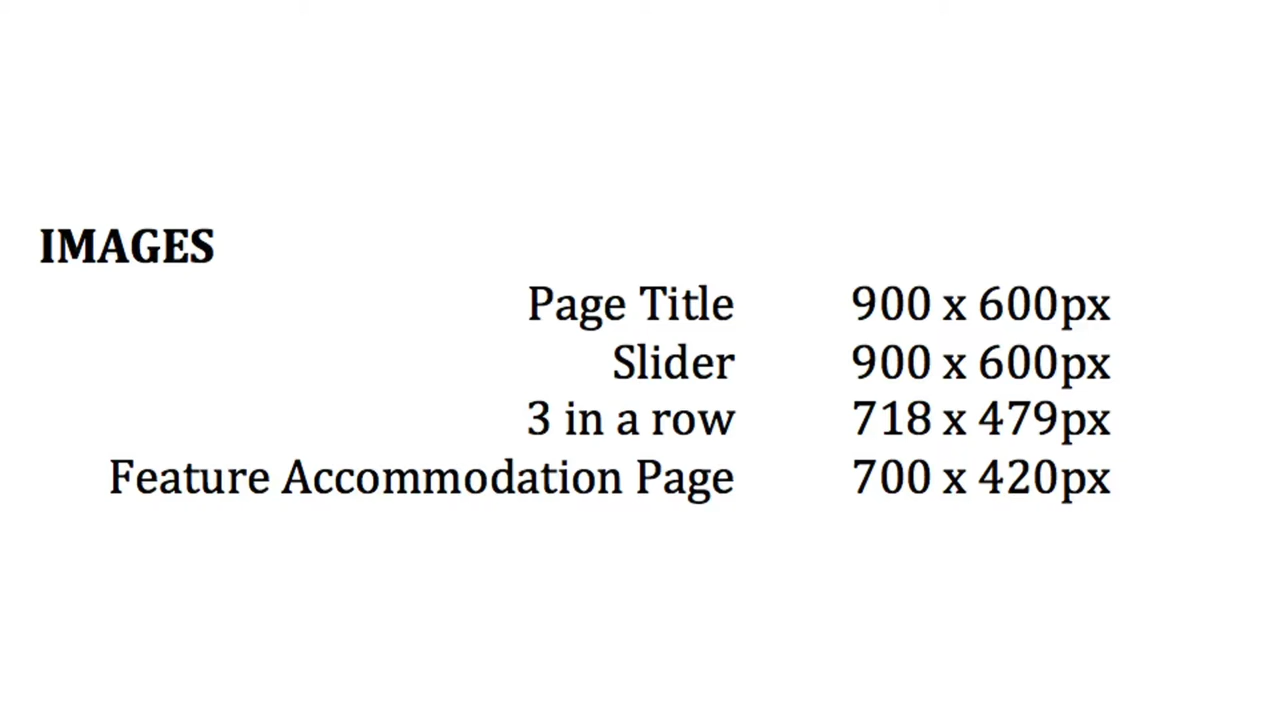 IMAGES
Page Title 900 x 600px
Slider 900 x 600px
3 in a row 718 x 479px
Feature Accommodation Page 700 x 420px